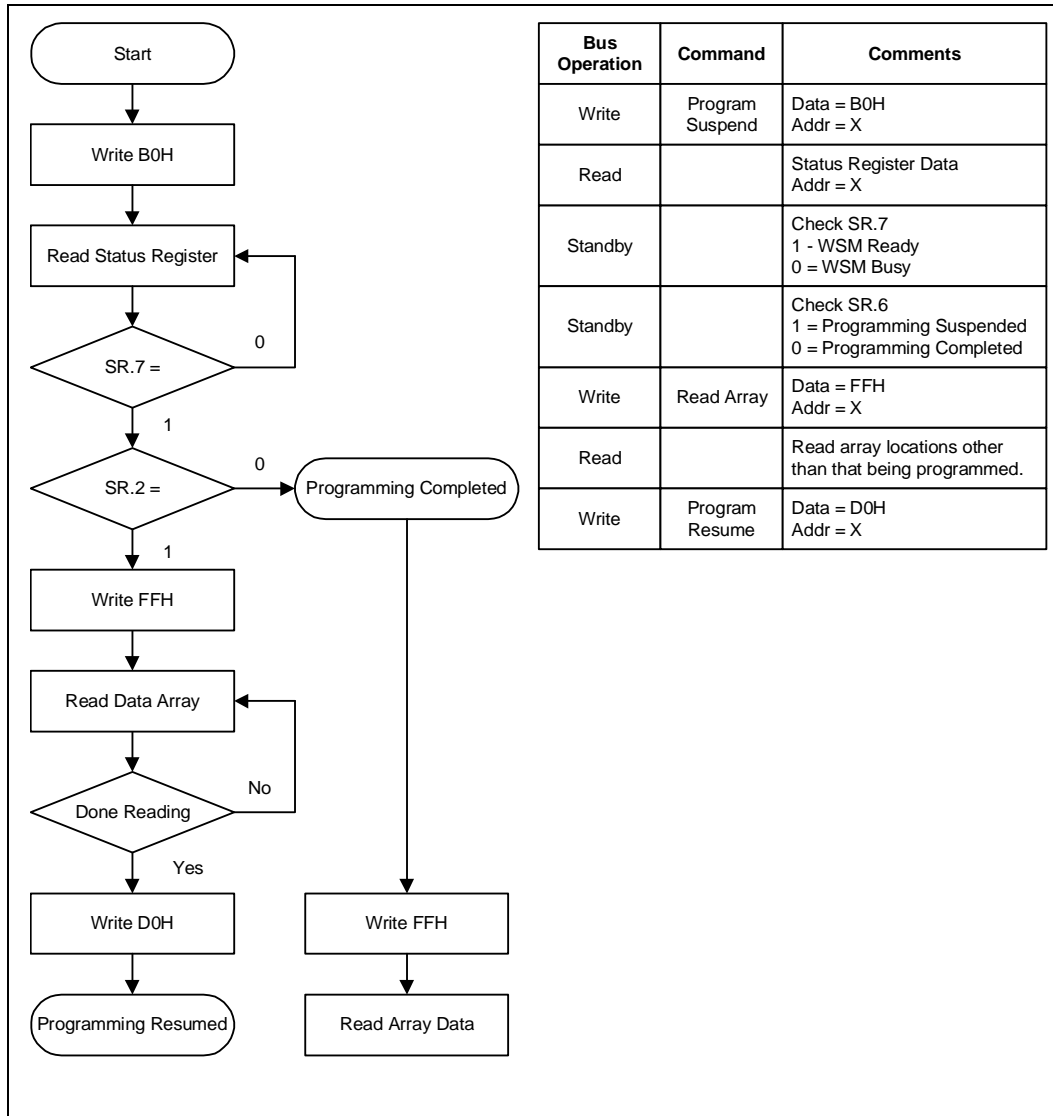 Start
Write B0H
Read Status Register
0
SR.7 =
1
0
SR.2 =
Programming Completed
1
Write FFH
Read Data Array
No
Done Reading
Yes
Write D0H
Write FFH
Programming Resumed
Read Array Data
Bus
Operation
Command
Comments
Write
Program
Suspend
Data = B0H
Addr = X
Read
Status Register Data
Addr = X
Standby
Check SR.7
1 - WSM Ready
0 = WSM Busy
Standby
Check SR.6
1 = Programming Suspended
0 = Programming Completed
Write
Read Array
Data = FFH
Addr = X
Read
Read array locations other
than that being programmed.
Write
Program
Resume
Data = D0H
Addr = X